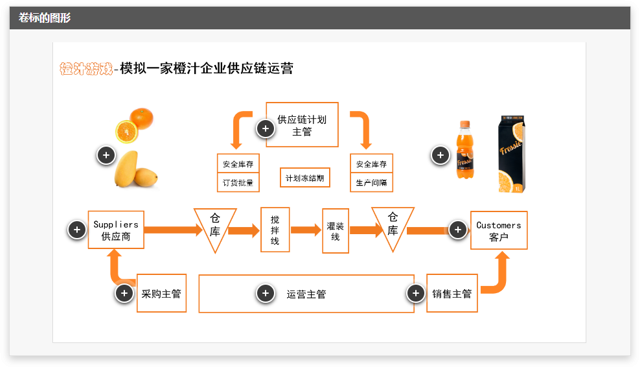 卷标的图形
橙汁游戏-模拟一家橙汁企业供应链运营
供应链计划
主管
安全库存
订货批量
计划冻结期
安全库存
生产间隔
Suppliers
供应商
仓
库
搅
拌
线
灌装
线
仓
库
Customers
客户
采购主管
运营主管
销售主管
Fressie
Fressie